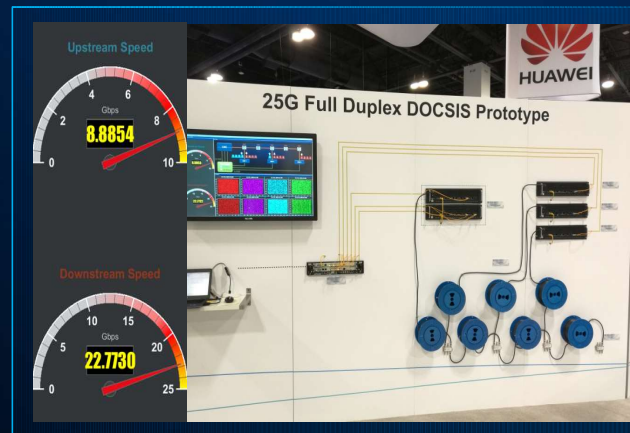 Upstream Speed
4
6
2
8
Gbps
8.8854
0
10
Downstream Speed
10
15
5
20
Gbps
22.7730
0
25
HUAWEI
25G Full Duplex DOCSIS Prototype